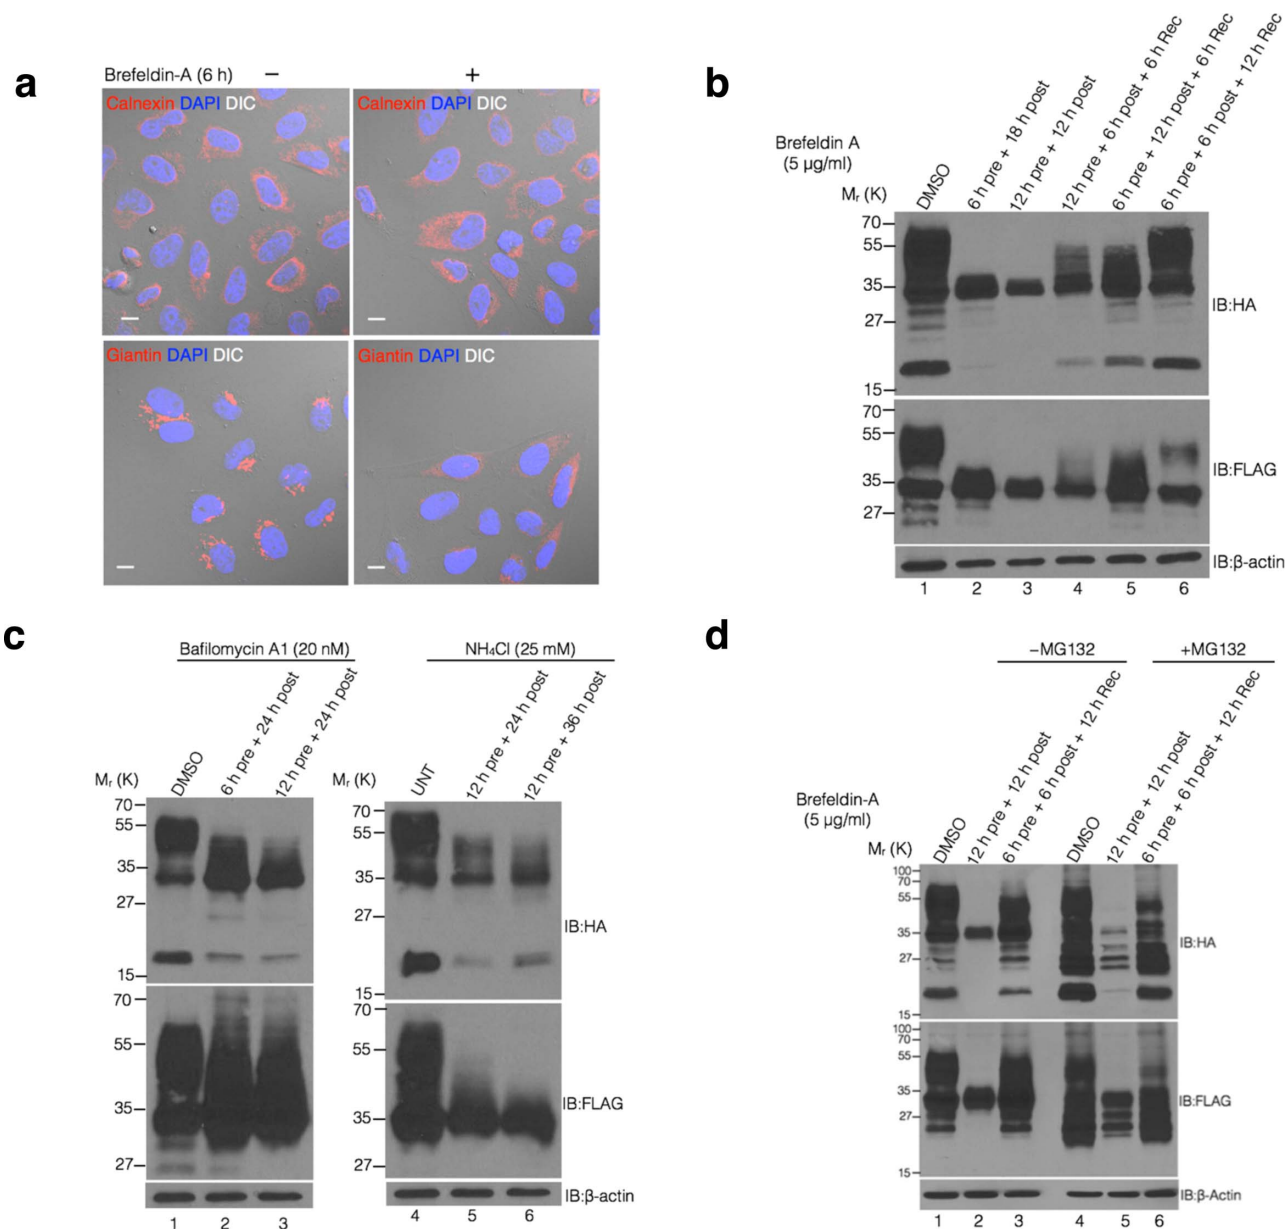 a
Brefeldin-A (6 h) − +
Calnexin DAPI DIC
Calnexin DAPI DIC
Giantin DAPI DIC
Giantin DAPI DIC
b
Brefeldin A
(5 µg/ml)
DMSO
6 h pre + 18 h post
12 h pre + 12 h post
12 h pre + 6 h post + 6 h Rec
6 h pre + 12 h post + 6 h Rec
6 h pre + 6 h post + 12 h Rec
Mr (K)
70
55
35
27
15
IB:HA
70
55
35
27
IB:FLAG
IB:β-actin
1 2 3 4 5 6
c
Bafilomycin A1 (20 nM)
DMSO
6 h pre + 24 h post
12 h pre + 24 h post
Mr (K)
70
55
35
27
15
70
55
35
27
1 2 3
NH₄Cl (25 mM)
UNT
12 h pre + 24 h post
12 h pre + 36 h post
Mr (K)
70
55
35
27
15
IB:HA
70
55
35
27
IB:FLAG
IB:β-actin
4 5 6
d
−MG132
+MG132
Brefeldin-A
(5 µg/ml)
DMSO
12 h pre + 12 h post
6 h pre + 6 h post + 12 h Rec
DMSO
12 h pre + 12 h post
6 h pre + 6 h post + 12 h Rec
Mr (K)
100
70
55
35
27
15
IB:HA
100
70
55
35
27
15
IB:FLAG
IB:β-Actin
1 2 3 4 5 6